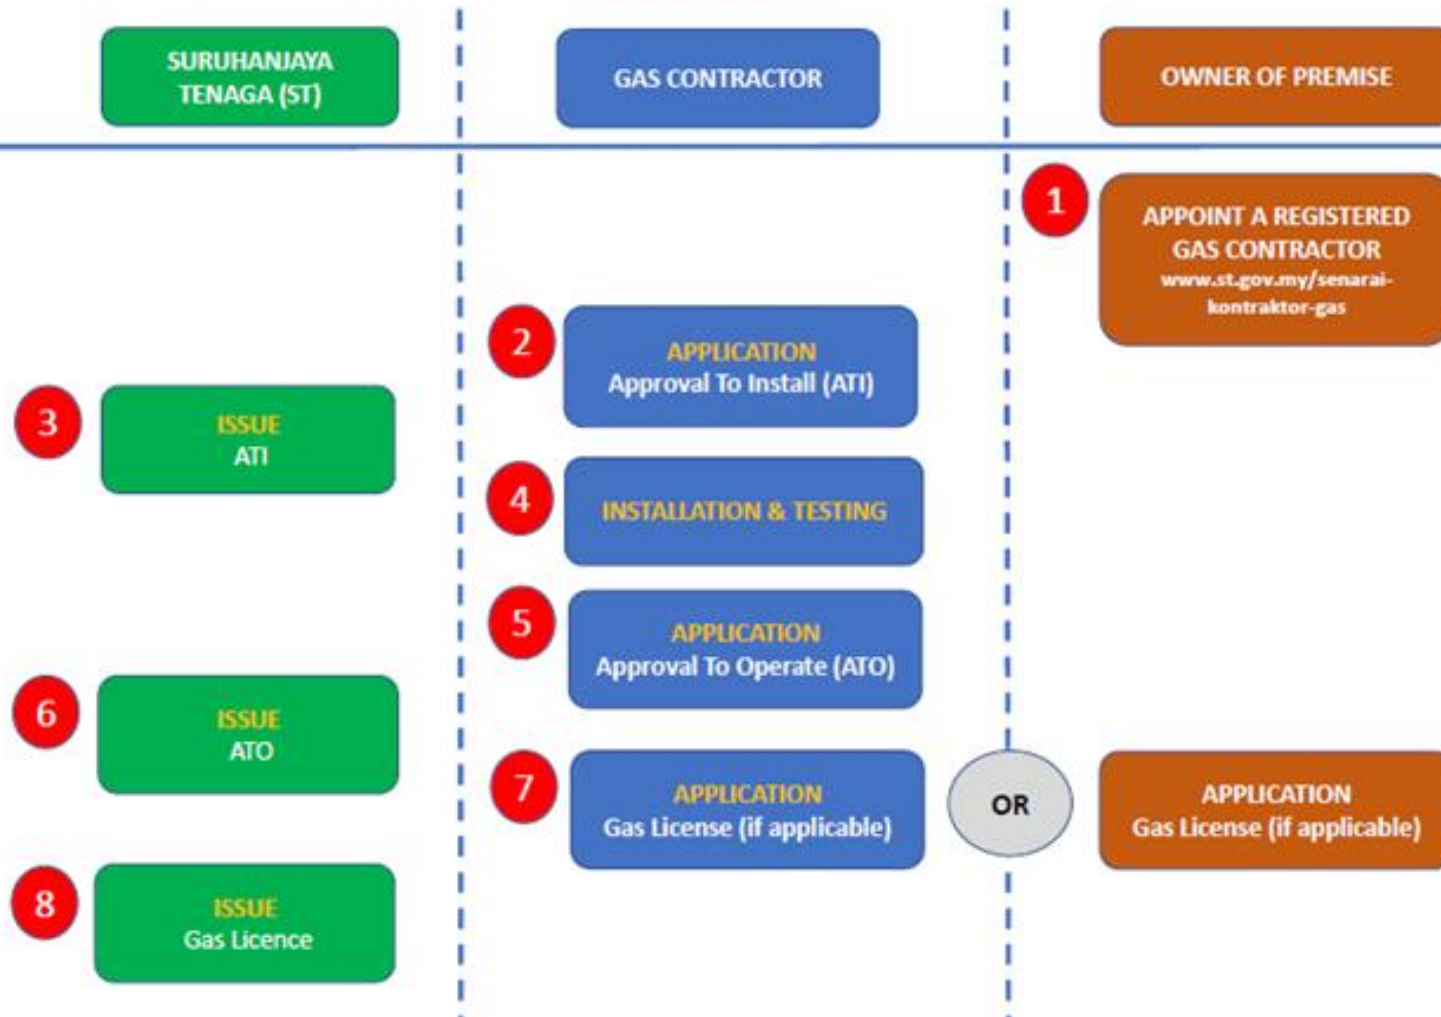 SURUHANJAYA
TENAGA (ST)
GAS CONTRACTOR
OWNER OF PREMISE
1
APPOINT A REGISTERED
GAS CONTRACTOR
www.st.gov.my/senarai-
kontraktor-gas
2
APPLICATION
Approval To Install (ATI)
3
ISSUE
ATI
4
INSTALLATION & TESTING
5
APPLICATION
Approval To Operate (ATO)
6
ISSUE
ATO
7
APPLICATION
Gas License (if applicable)
OR
APPLICATION
Gas License (if applicable)
8
ISSUE
Gas Licence